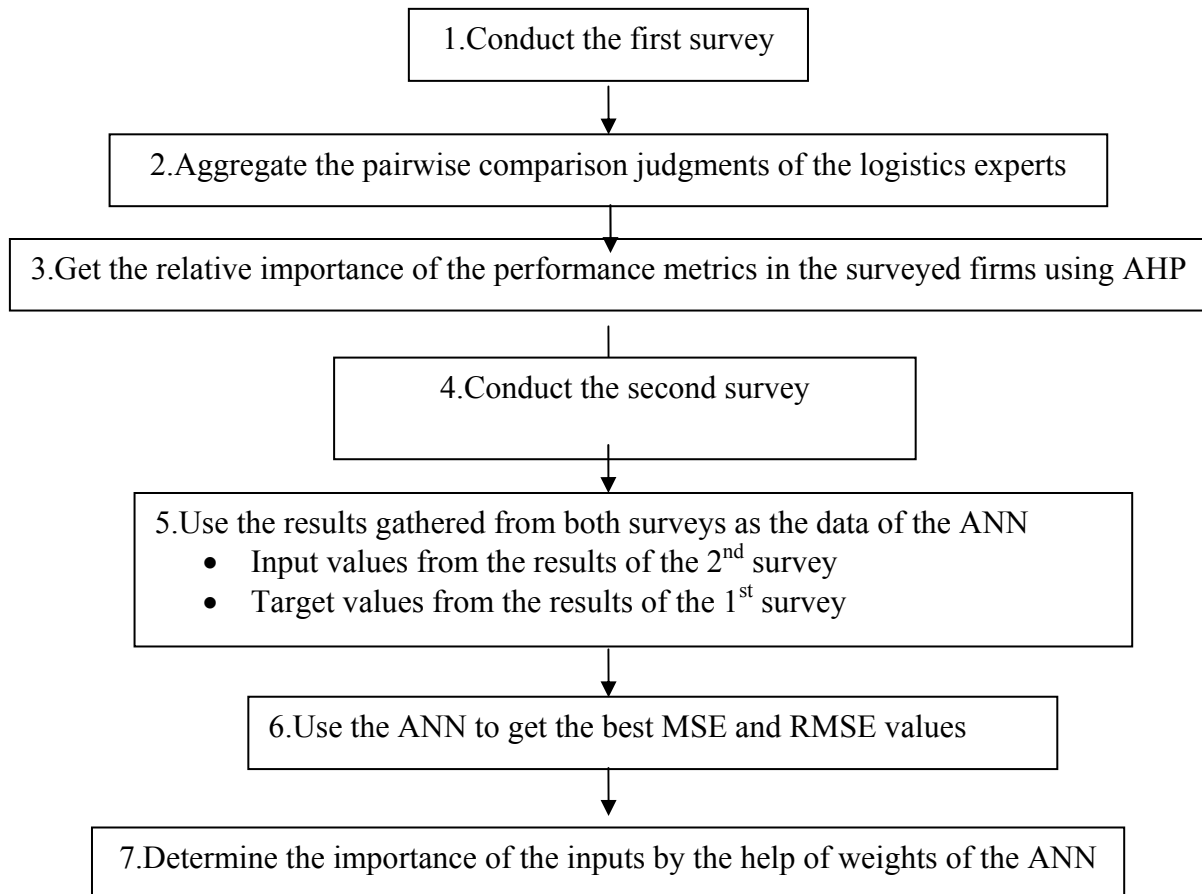 1.Conduct the first survey
2.Aggregate the pairwise comparison judgments of the logistics experts
3.Get the relative importance of the performance metrics in the surveyed firms using AHP
4.Conduct the second survey
5.Use the results gathered from both surveys as the data of the ANN
• Input values from the results of the 2nd survey
• Target values from the results of the 1st survey
6.Use the ANN to get the best MSE and RMSE values
7.Determine the importance of the inputs by the help of weights of the ANN